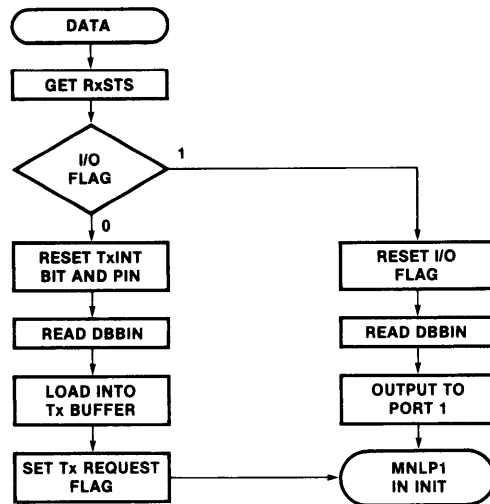 DATA
GET RxSTS
I/O
FLAG
1
0
RESET TxINT
BIT AND PIN
READ DBBIN
LOAD INTO
Tx BUFFER
SET Tx REQUEST
FLAG
RESET I/O
FLAG
READ DBBIN
OUTPUT TO
PORT 1
MNLP1
IN INIT